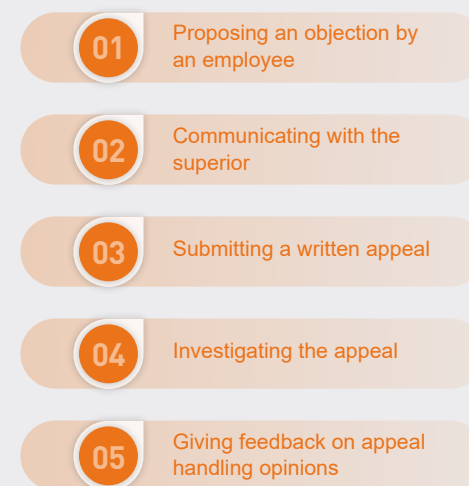 01
Proposing an objection by
an employee
02
Communicating with the
superior
03
Submitting a written appeal
04
Investigating the appeal
05
Giving feedback on appeal
handling opinions